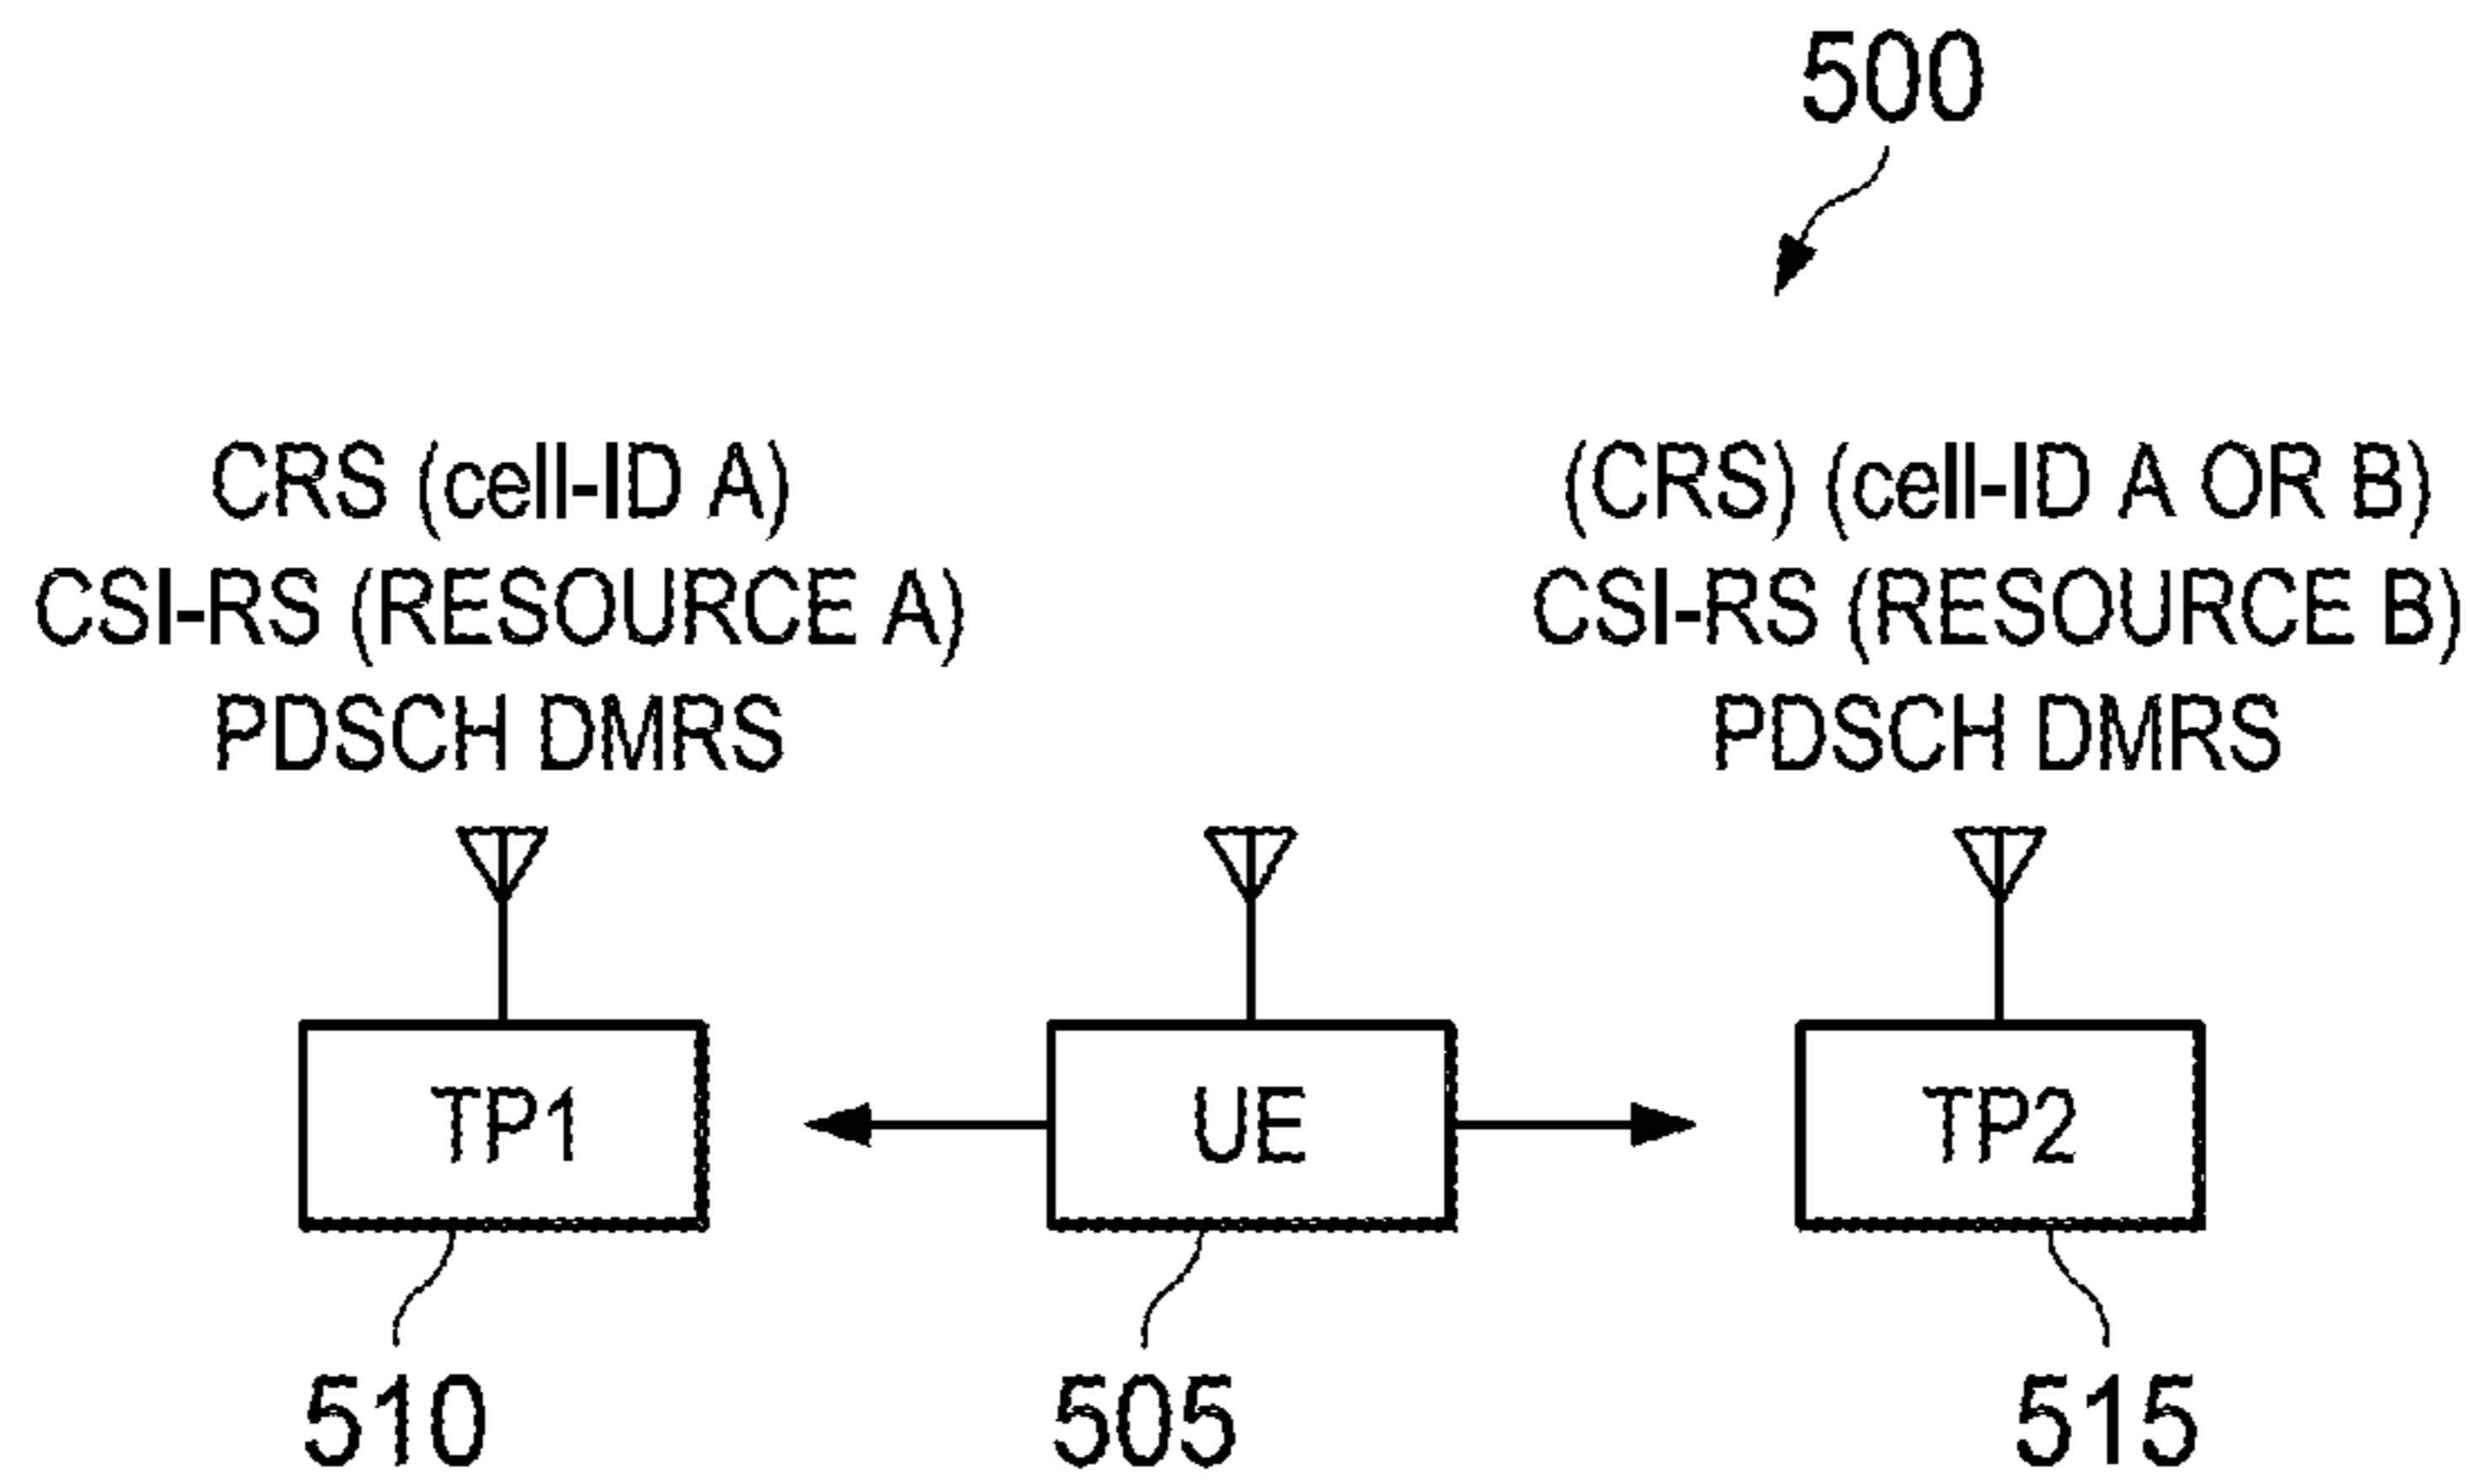 500
CRS (cell-ID A)
CSI-RS (RESOURCE A)
PDSCH DMRS
(CRS) (cell-ID A OR B)
CSI-RS (RESOURCE B)
PDSCH DMRS
TP1
UE
TP2
510
505
515